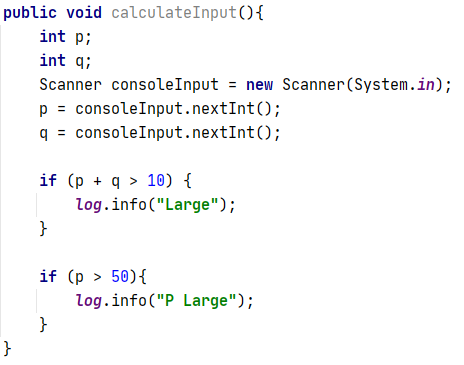 public void calculateInput(){
    int p;
    int q;
    Scanner consoleInput = new Scanner(System.in);
    p = consoleInput.nextInt();
    q = consoleInput.nextInt();

    if (p + q > 10) {
        log.info("Large");
    }

    if (p > 50){
        log.info("P Large");
    }
}